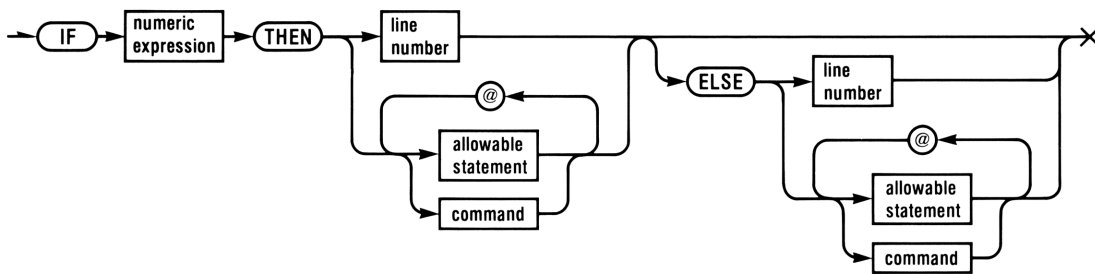 IF
numeric
expression
THEN
line
number
@
allowable
statement
command
ELSE
line
number
@
allowable
statement
command